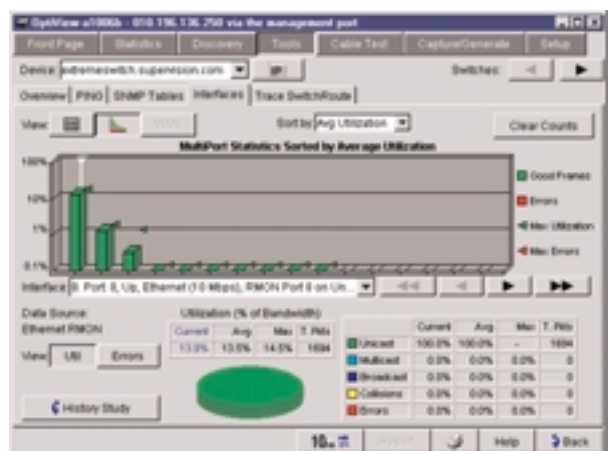 OptiView a1006b - 010.196.136.250 via the management port
Front Page Statistics Discovery Tools Cable Test Capture/Generate Setup
Device: extremeswitch.supervision.com Switches:
Overview PING SNMP Tables Interfaces Trace SwitchRoute
View: Sort by: Avg Utilization Clear Counts
MultiPort Statistics Sorted by Average Utilization
100%
10%
1%
0.1%
Good Frames
Errors
Max Utilization
Max Errors
Interface: 8. Port 8, Up, Ethernet (10 Mbps), RMON Port 8 on Un...
Data Source:
Ethernet RMON
View: Util Errors
History Study
Utilization (% of Bandwidth)
Current Avg Max T. Pkts
13.9% 13.5% 14.5% 1694
Current Avg Max T. Pkts
Unicast 100.0% 100.0% - 1694
Multicast 0.0% 0.0% 0.0% 0
Broadcast 0.0% 0.0% 0.0% 0
Collisions 0.0% 0.0% 0.0% 0
Errors 0.0% 0.0% 0.0% 0
10 Help Back